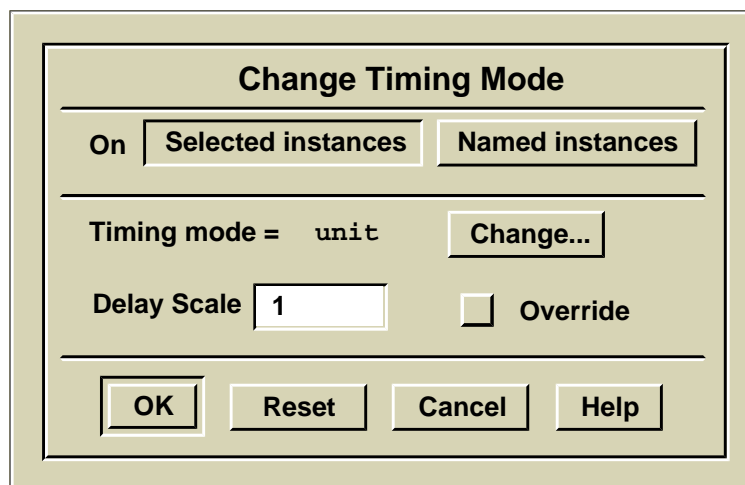 Change Timing Mode
On Selected instances Named instances
Timing mode = unit Change...
Delay Scale 1 Override
OK Reset Cancel Help